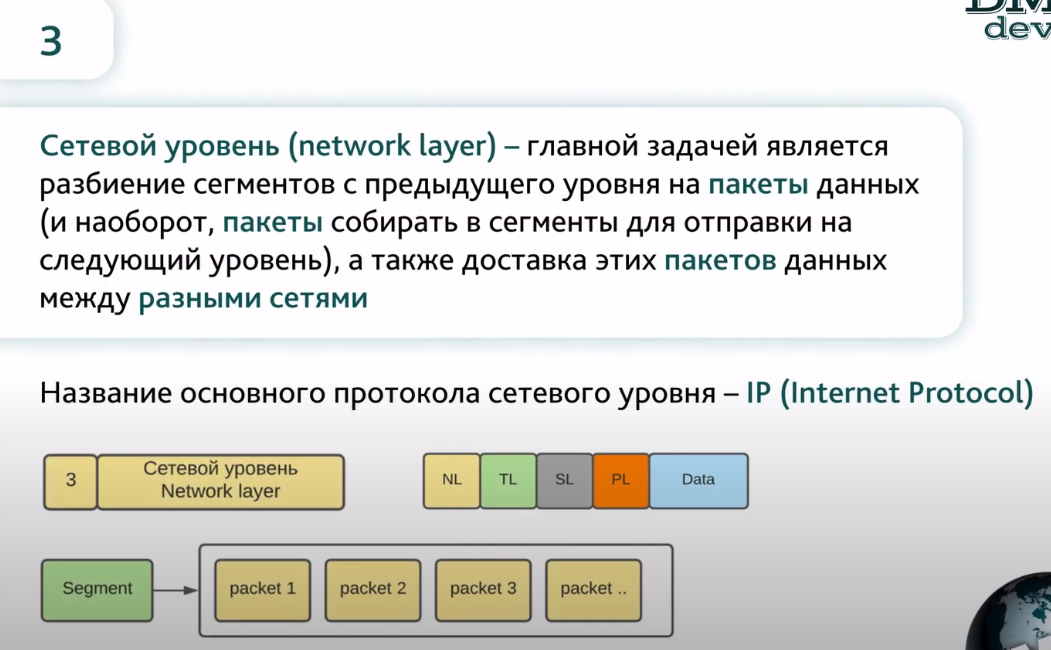 3
dev
Сетевой уровень (network layer) – главной задачей является
разбиение сегментов с предыдущего уровня на пакеты данных
(и наоборот, пакеты собирать в сегменты для отправки на
следующий уровень), а также доставка этих пакетов данных
между разными сетями
Название основного протокола сетевого уровня – IP (Internet Protocol)
3
Сетевой уровень
Network layer
NL TL SL PL Data
Segment packet 1 packet 2 packet 3 packet ..